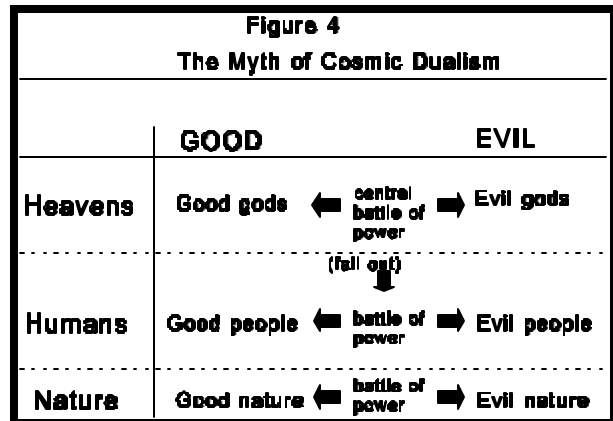 Figure 4
The Myth of Cosmic Dualism
GOOD EVIL
Heavens Good gods central battle of power Evil gods
(fall out)
Humans Good people battle of power Evil people
Nature Good nature battle of power Evil nature